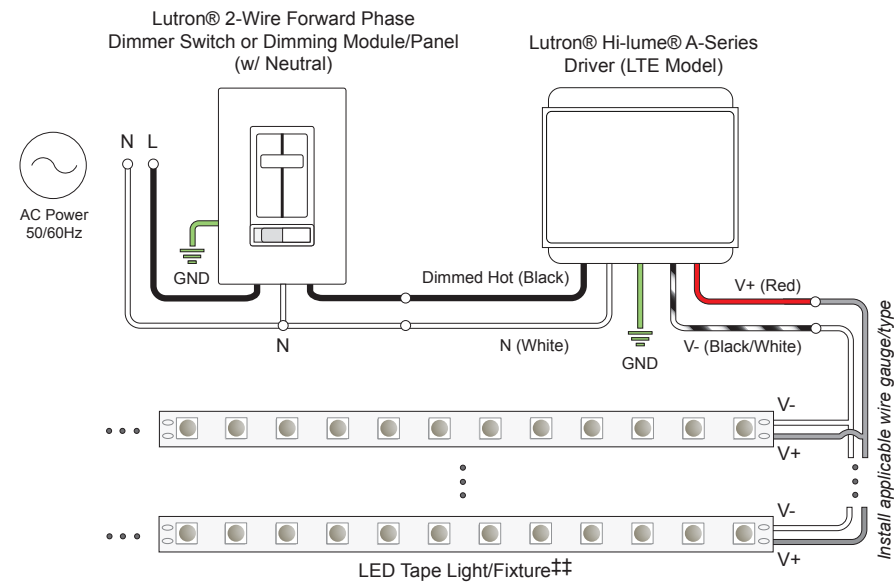 Lutron® 2-Wire Forward Phase
Dimmer Switch or Dimming Module/Panel
(w/ Neutral)
Lutron® Hi-lume® A-Series
Driver (LTE Model)
N L
AC Power
50/60Hz
GND
Dimmed Hot (Black)
V+ (Red)
N
N (White)
GND
V- (Black/White)
Install applicable wire gauge/type
V-
V+
V-
V+
LED Tape Light/Fixture‡‡